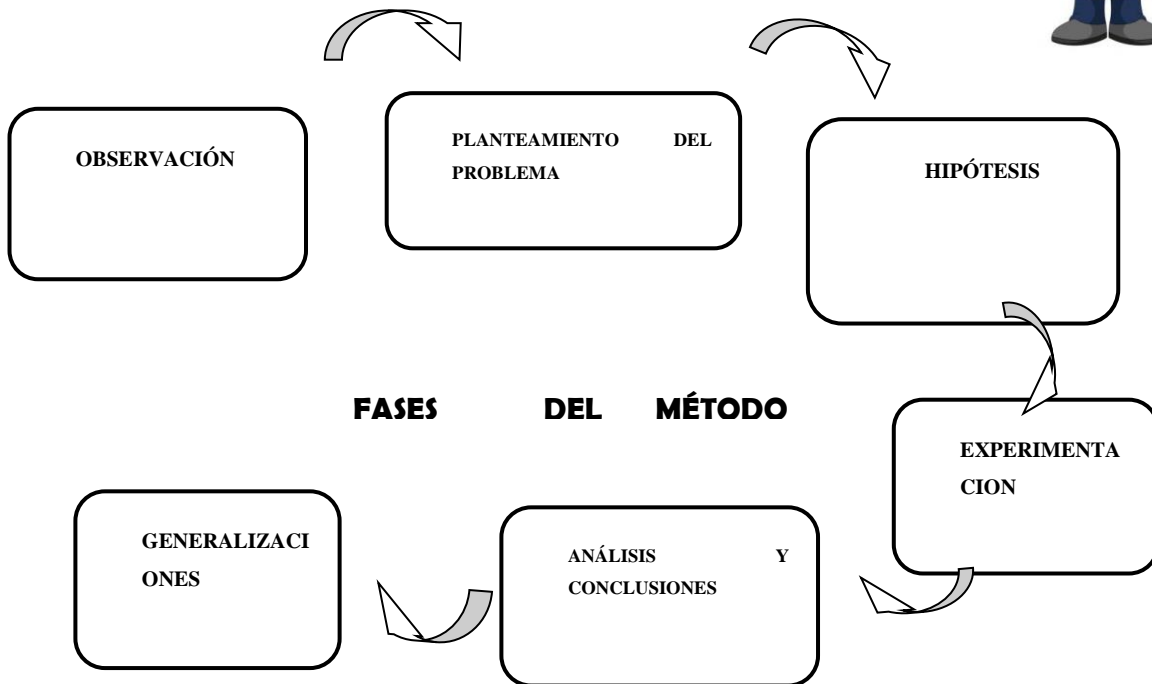 OBSERVACIÓN
PLANTEAMIENTO DEL
PROBLEMA
HIPÓTESIS
FASES DEL MÉTODO
EXPERIMENTA
CION
ANÁLISIS Y
CONCLUSIONES
GENERALIZACI
ONES